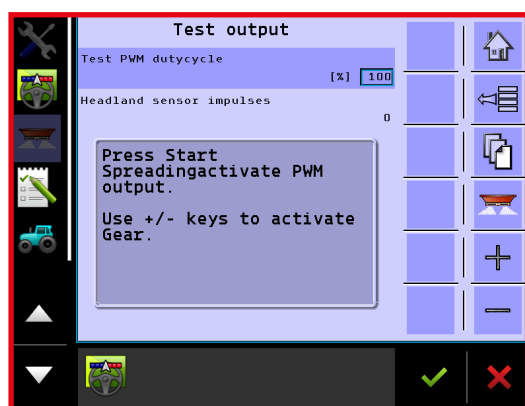 Test output
Test PWM dutycycle
[%] 100
Headland sensor impulses
0
Press Start
Spreadingactivate PWM
output.
Use +/- keys to activate
Gear.